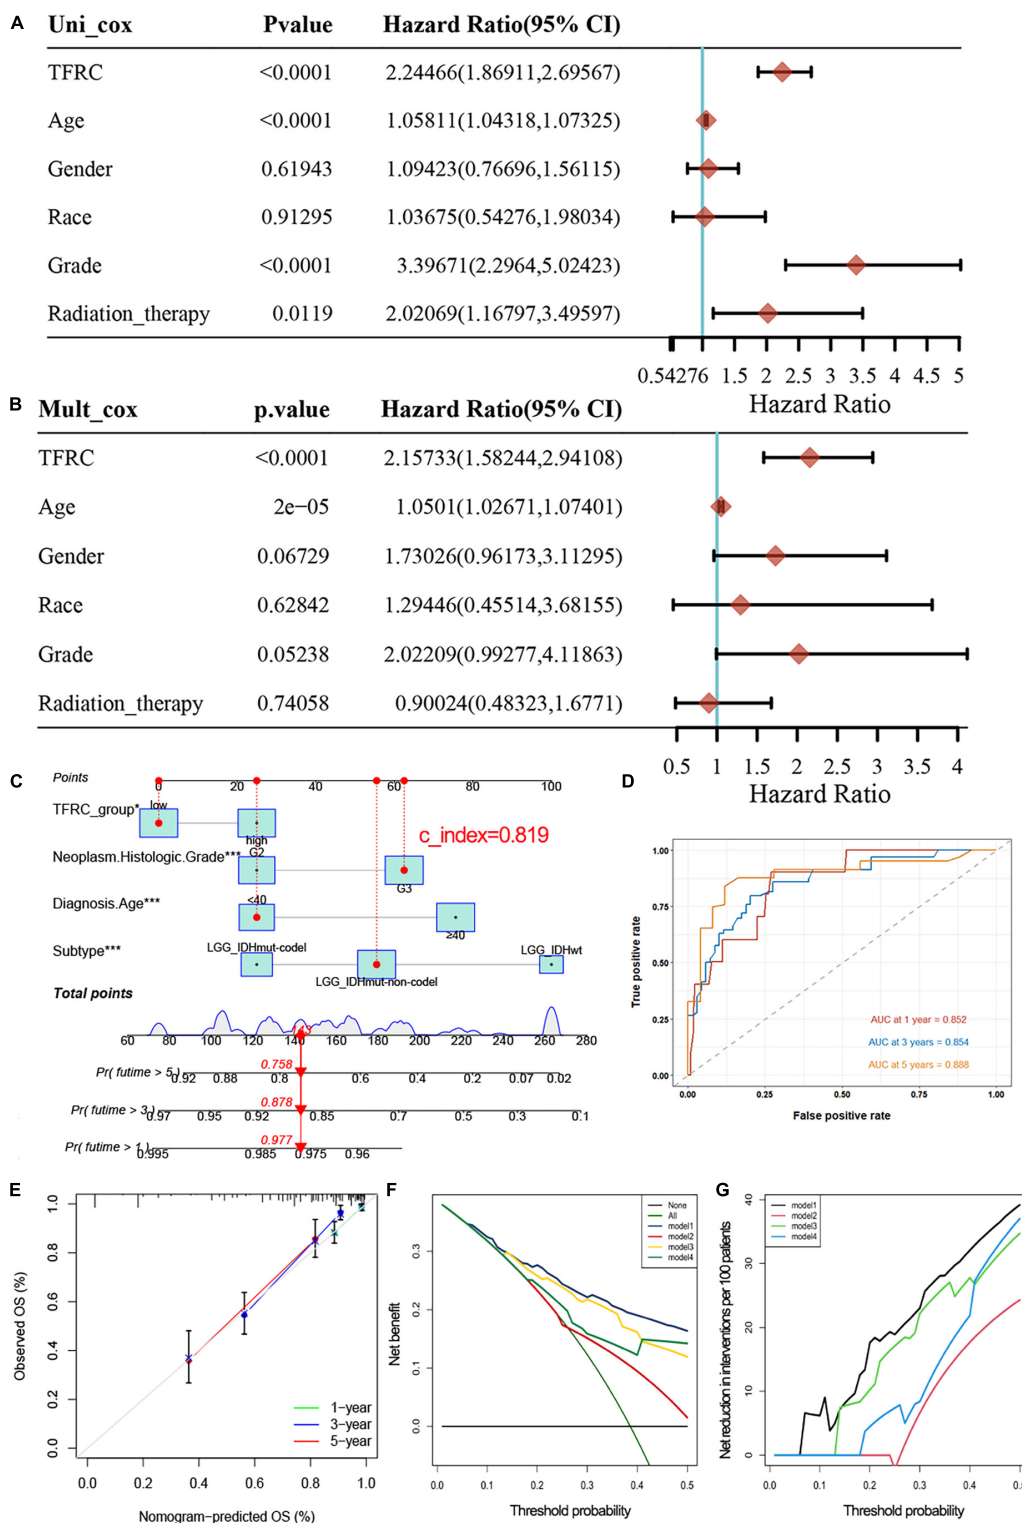 A
Uni_cox Pvalue Hazard Ratio(95% CI)
TFRC <0.0001 2.24466(1.86911,2.69567)
Age <0.0001 1.05811(1.04318,1.07325)
Gender 0.61943 1.09423(0.76696,1.56115)
Race 0.91295 1.03675(0.54276,1.98034)
Grade <0.0001 3.39671(2.2964,5.02423)
Radiation_therapy 0.0119 2.02069(1.16797,3.49597)
0.54276 1.5 2 2.5 3 3.5 4 4.5 5
Hazard Ratio
B
Mult_cox p.value Hazard Ratio(95% CI)
TFRC <0.0001 2.15733(1.58244,2.94108)
Age 2e−05 1.0501(1.02671,1.07401)
Gender 0.06729 1.73026(0.96173,3.11295)
Race 0.62842 1.29446(0.45514,3.68155)
Grade 0.05238 2.02209(0.99277,4.11863)
Radiation_therapy 0.74058 0.90024(0.48323,1.6771)
0.5 1 1.5 2 2.5 3 3.5 4
Hazard Ratio
C
Points
0 20 40 60 80 100
TFRC_group*
low
high
c_index=0.819
Neoplasm.Histologic.Grade***
G2
G3
Diagnosis.Age***
<40
≥40
Subtype***
LGG_IDHmut-codel
LGG_IDHmut-non-codel
LGG_IDHwt
Total points
143
60 80 100 120 140 160 180 200 220 240 260 280
0.758
Pr( futime > 5 )
0.92 0.88 0.8 0.6 0.4 0.2 0.07 0.02
0.878
Pr( futime > 3 )
0.97 0.95 0.92 0.85 0.7 0.5 0.3 0.1
0.977
Pr( futime > 1 )
0.995 0.985 0.975 0.96
D
True positive rate
1.00
0.75
0.50
0.25
0.00
AUC at 1 year = 0.852
AUC at 3 years = 0.854
AUC at 5 years = 0.888
0.00 0.25 0.50 0.75 1.00
False positive rate
E
Observed OS (%)
1.0
0.8
0.6
0.4
0.2
0.0
1−year
3−year
5−year
0.0 0.2 0.4 0.6 0.8 1.0
Nomogram−predicted OS (%)
F
Net benefit
0.3
0.2
0.1
0.0
None
All
model1
model2
model3
model4
0.0 0.1 0.2 0.3 0.4 0.5
Threshold probability
G
Net reduction in interventions per 100 patients
40
30
20
10
0
model1
model2
model3
model4
0.0 0.1 0.2 0.3 0.4
Threshold probability